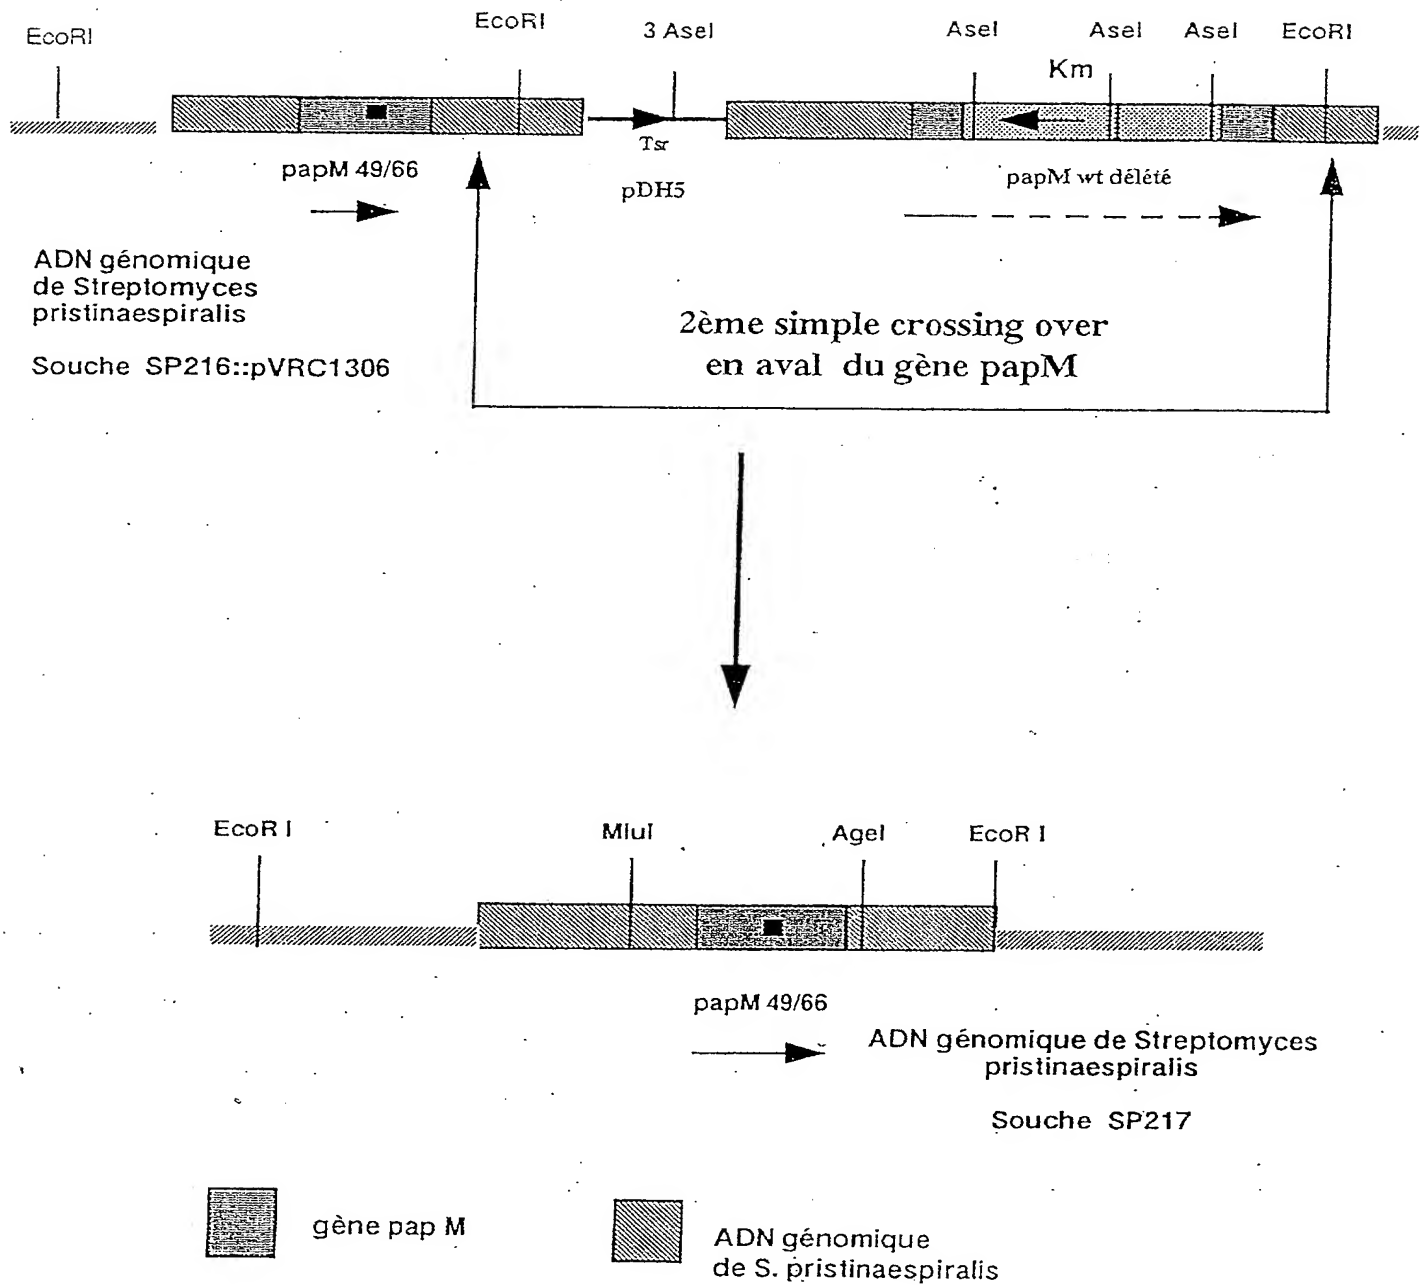 EcoRI
EcoRI
3 AseI
AseI
AseI
AseI
EcoRI
Km
Tsr
papM 49/66
pDH5
papM wt délété
ADN génomique
de Streptomyces
pristinaespiralis
Souche SP216::pVRC1306
2ème simple crossing over
en aval du gène papM
EcoR I
MluI
AgeI
EcoR I
papM 49/66
ADN génomique de Streptomyces
pristinaespiralis
Souche SP217
gène pap M
ADN génomique
de S. pristinaespiralis